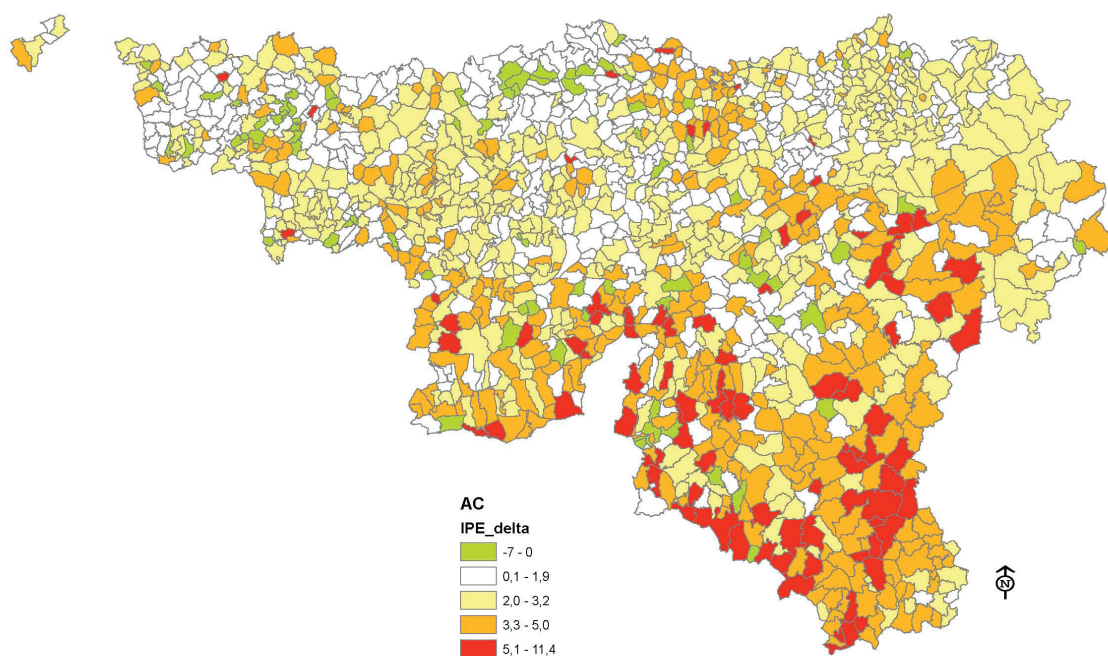 AC
IPE_delta
-7 - 0
0,1 - 1,9
2,0 - 3,2
3,3 - 5,0
5,1 - 11,4
N